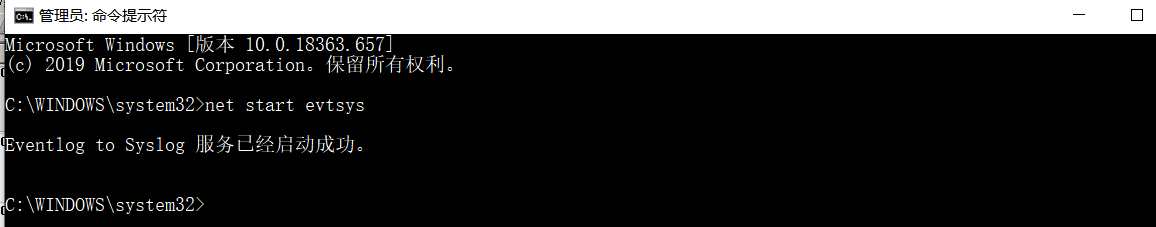 管理员: 命令提示符
Microsoft Windows [版本 10.0.18363.657]
(c) 2019 Microsoft Corporation。保留所有权利。
C:\WINDOWS\system32>net start evtsys
Eventlog to Syslog 服务已经启动成功。
C:\WINDOWS\system32>